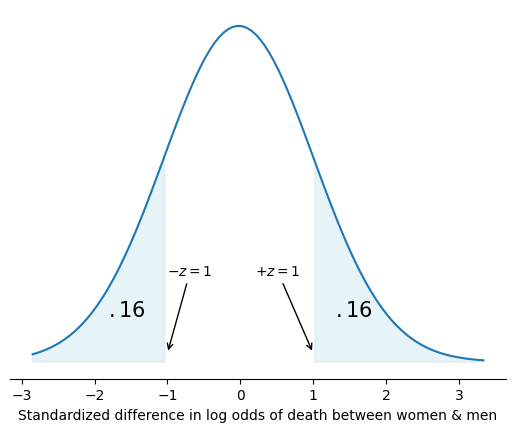 −z = 1
+z = 1
.16
.16
−3 −2 −1 0 1 2 3
Standardized difference in log odds of death between women & men